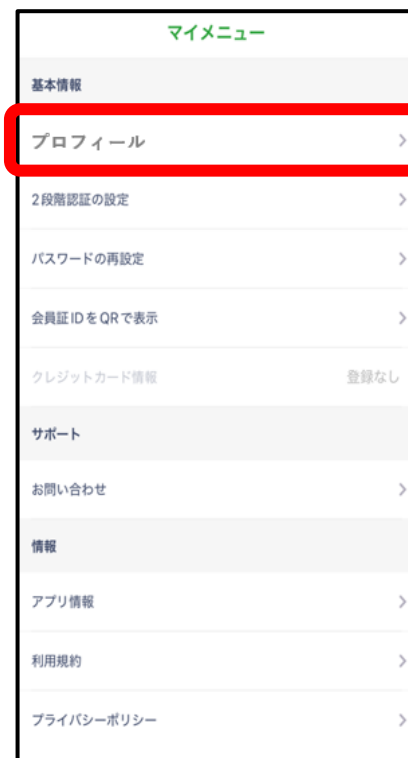 マイメニュー
基本情報
プロフィール
2段階認証の設定
パスワードの再設定
会員証IDをQRで表示
クレジットカード情報 登録なし
サポート
お問い合わせ
情報
アプリ情報
利用規約
プライバシーポリシー